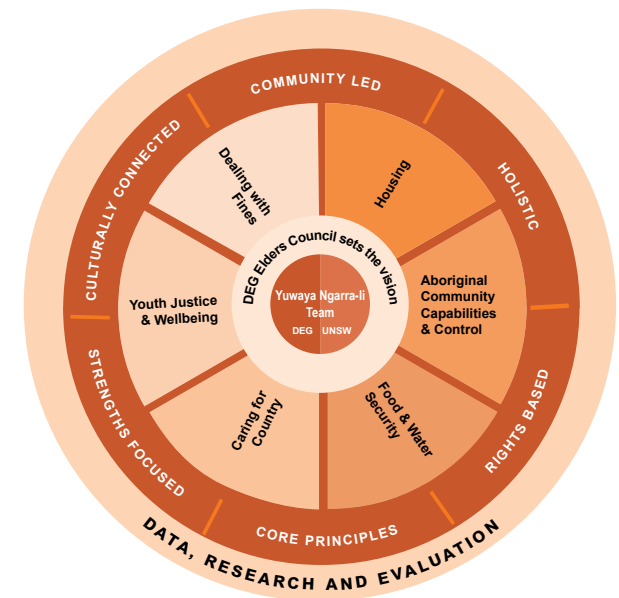 COMMUNITY LED
HOLISTIC
RIGHTS BASED
CORE PRINCIPLES
STRENGTHS FOCUSED
CULTURALLY CONNECTED
Dealing with
Fines
Housing
Aboriginal
Community
Capabilities
& Control
Food & Water
Security
Caring for
Country
Youth Justice
& Wellbeing
DEG Elders Council sets the vision
Yuwaya Ngarra-li
Team
DEG UNSW
DATA, RESEARCH AND EVALUATION